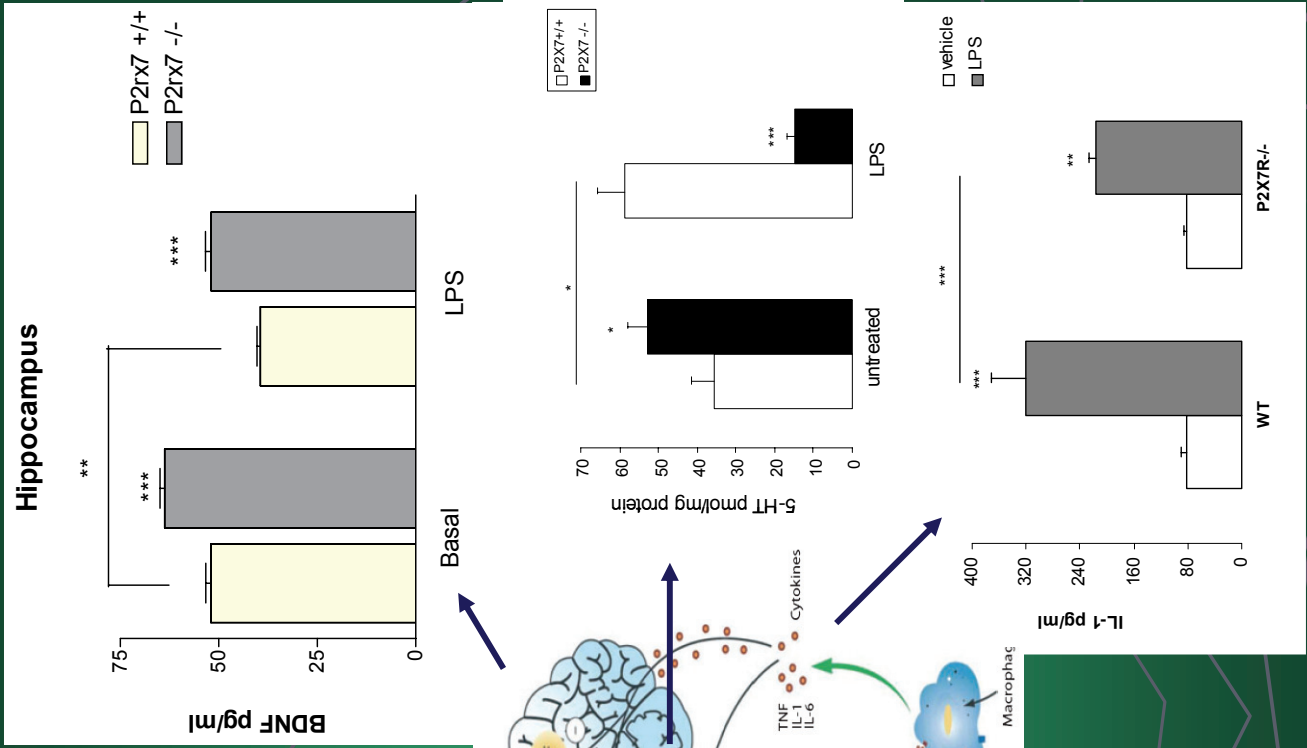 Hippocampus
P2rx7 +/+
P2rx7 -/-
BDNF pg/ml
75
50
25
0
**
***
***
Basal
LPS
P2X7+/+
P2X7 -/-
5-HT pmol/mg protein
70
60
50
40
30
20
10
0
*
*
***
untreated
LPS
vehicle
LPS
IL-1 pg/ml
400
320
240
160
80
0
***
***
**
WT
P2X7R-/-
Cytokines
TNF
IL-1
IL-6
Macrophag